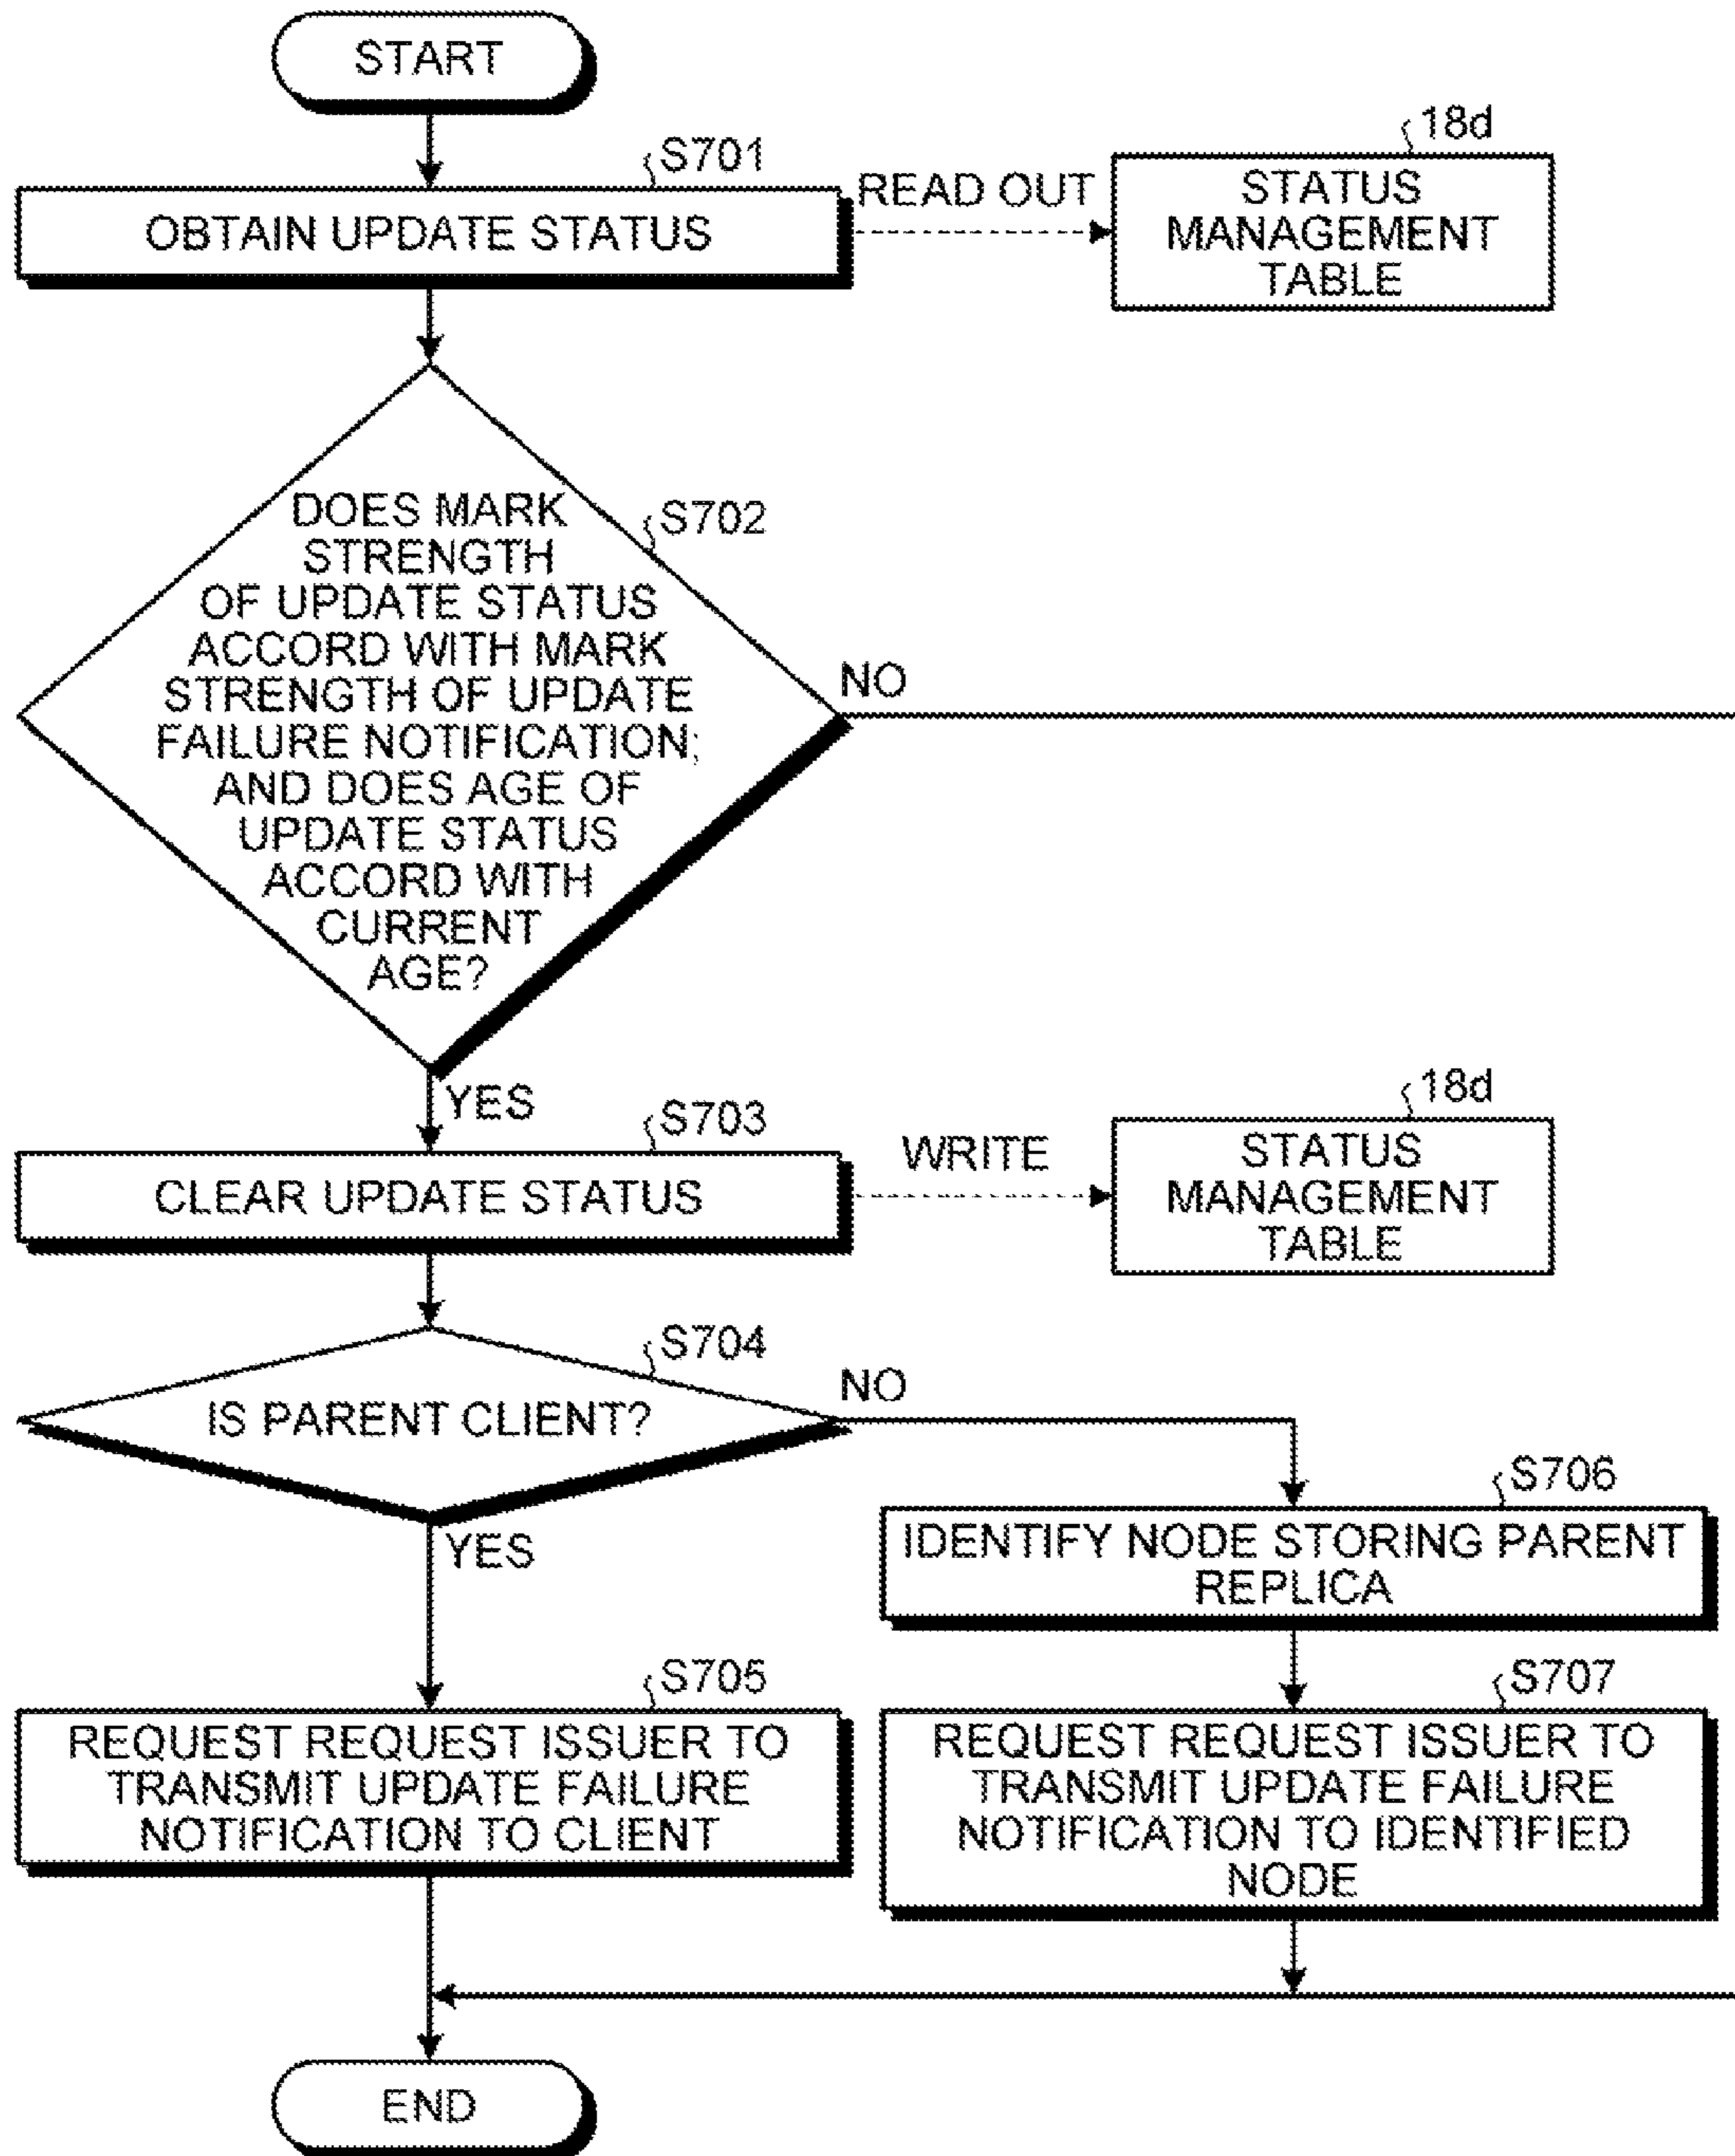 START
S701
OBTAIN UPDATE STATUS
READ OUT
18d
STATUS
MANAGEMENT
TABLE
S702
DOES MARK
STRENGTH
OF UPDATE STATUS
ACCORD WITH MARK
STRENGTH OF UPDATE
FAILURE NOTIFICATION;
AND DOES AGE OF
UPDATE STATUS
ACCORD WITH
CURRENT
AGE?
NO
YES
S703
CLEAR UPDATE STATUS
WRITE
18d
STATUS
MANAGEMENT
TABLE
S704
IS PARENT CLIENT?
NO
YES
S706
IDENTIFY NODE STORING PARENT
REPLICA
S705
REQUEST REQUEST ISSUER TO
TRANSMIT UPDATE FAILURE
NOTIFICATION TO CLIENT
S707
REQUEST REQUEST ISSUER TO
TRANSMIT UPDATE FAILURE
NOTIFICATION TO IDENTIFIED
NODE
END